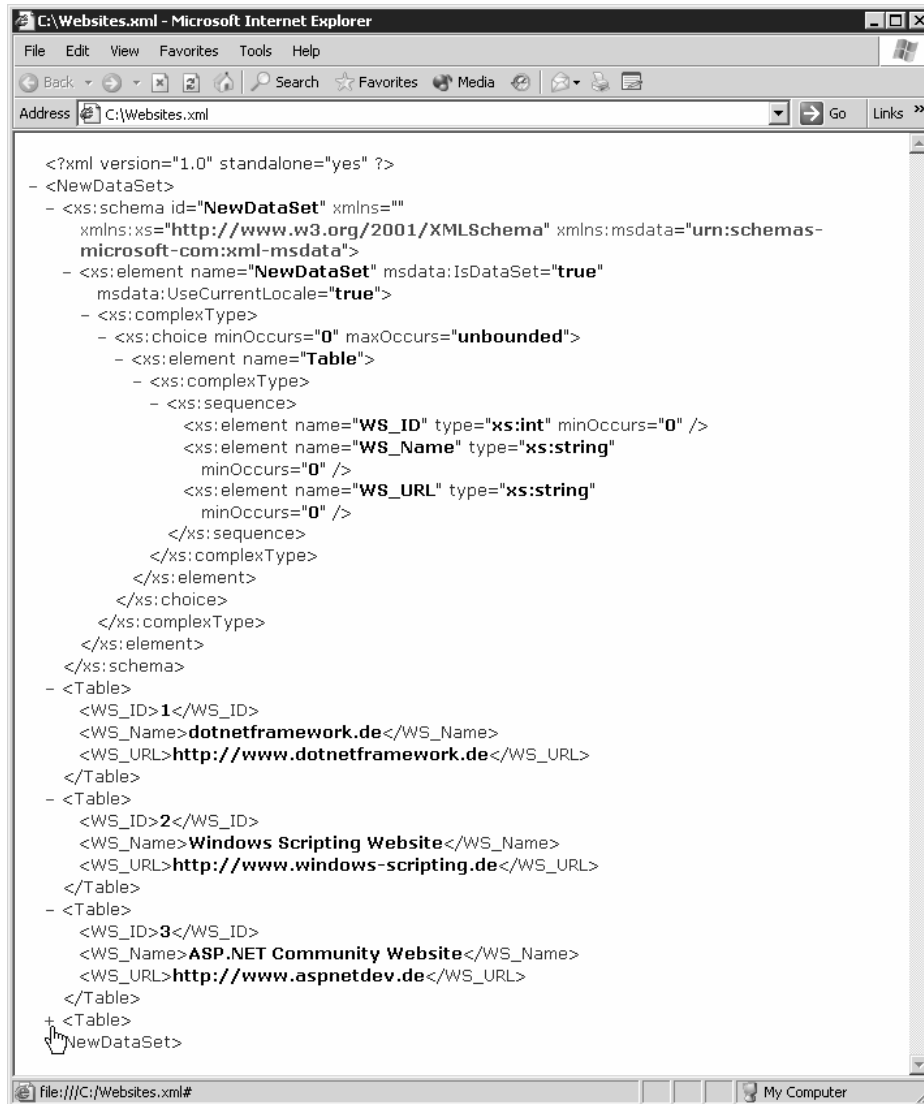 C:\Websites.xml - Microsoft Internet Explorer
File Edit View Favorites Tools Help
Back Search Favorites Media
Address C:\Websites.xml Go Links »
<?xml version="1.0" standalone="yes" ?>
- <NewDataSet>
- <xs:schema id="NewDataSet" xmlns=""
xmlns:xs="http://www.w3.org/2001/XMLSchema" xmlns:msdata="urn:schemas-
microsoft-com:xml-msdata">
- <xs:element name="NewDataSet" msdata:IsDataSet="true"
msdata:UseCurrentLocale="true">
- <xs:complexType>
- <xs:choice minOccurs="0" maxOccurs="unbounded">
- <xs:element name="Table">
- <xs:complexType>
- <xs:sequence>
<xs:element name="WS_ID" type="xs:int" minOccurs="0" />
<xs:element name="WS_Name" type="xs:string"
minOccurs="0" />
<xs:element name="WS_URL" type="xs:string"
minOccurs="0" />
</xs:sequence>
</xs:complexType>
</xs:element>
</xs:choice>
</xs:complexType>
</xs:element>
</xs:schema>
- <Table>
<WS_ID>1</WS_ID>
<WS_Name>dotnetframework.de</WS_Name>
<WS_URL>http://www.dotnetframework.de</WS_URL>
</Table>
- <Table>
<WS_ID>2</WS_ID>
<WS_Name>Windows Scripting Website</WS_Name>
<WS_URL>http://www.windows-scripting.de</WS_URL>
</Table>
- <Table>
<WS_ID>3</WS_ID>
<WS_Name>ASP.NET Community Website</WS_Name>
<WS_URL>http://www.aspnetdev.de</WS_URL>
</Table>
+ <Table>
NewDataSet>
file:///C:/Websites.xml# My Computer